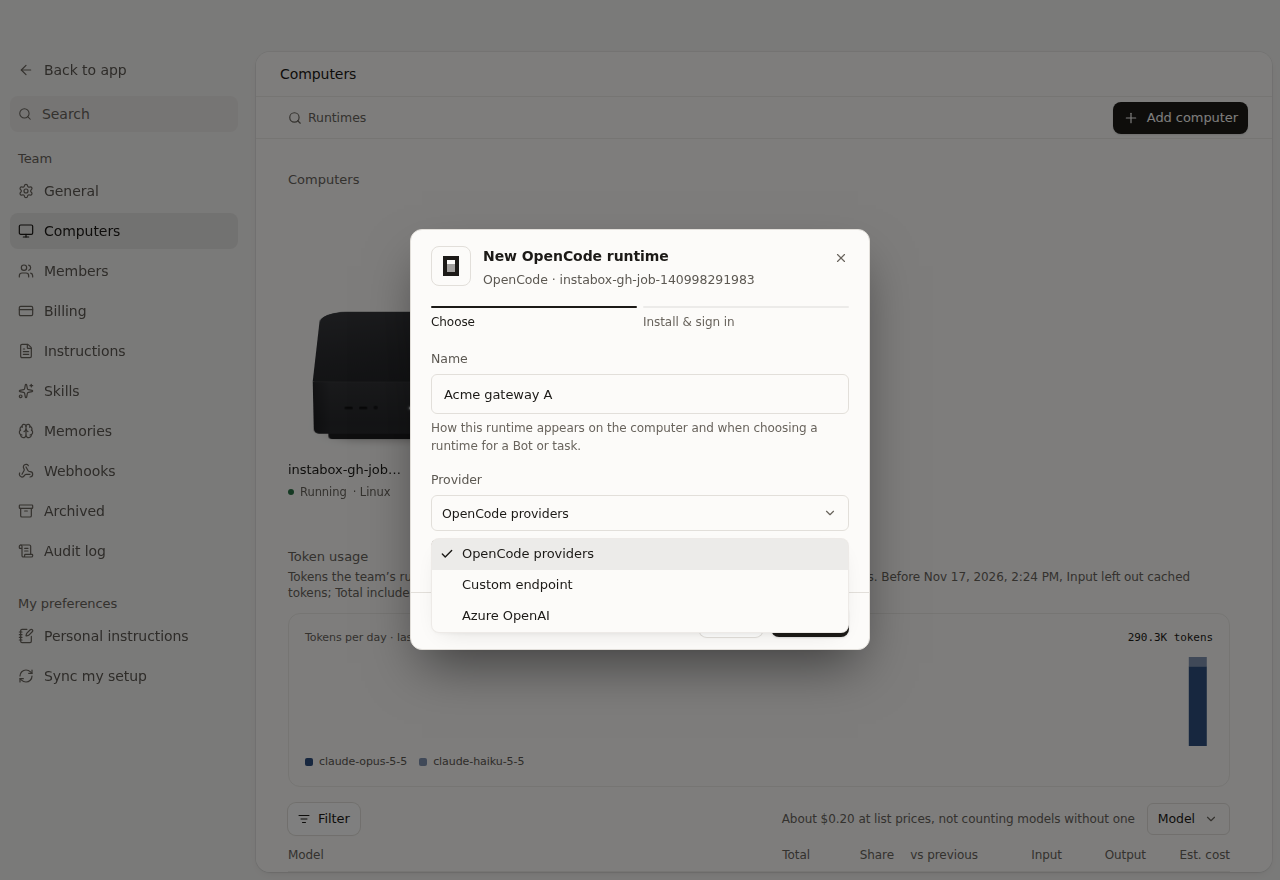 Back to app
Search
Team
General
Computers
Members
Billing
Instructions
Skills
Memories
Webhooks
Archived
Audit log
My preferences
Personal instructions
Sync my setup
Computers
Runtimes
Add computer
Computers
instabox-gh-job…
Running · Linux
Token usage
Tokens the team's
s. Before Nov 17, 2026, 2:24 PM, Input left out cached
tokens; Total
Tokens per day ·
290.3K tokens
claude-opus-5-5
claude-haiku-5-5
Filter
About $0.20 at list prices, not counting models without one
Model
Model
Total
Share
vs previous
Input
Output
Est. cost
New OpenCode runtime
OpenCode · instabox-gh-job-140998291983
Choose
Install & sign in
Name
Acme gateway A
How this runtime appears on the computer and when choosing a
runtime for a Bot or task.
Provider
OpenCode providers
OpenCode providers
Custom endpoint
Azure OpenAI